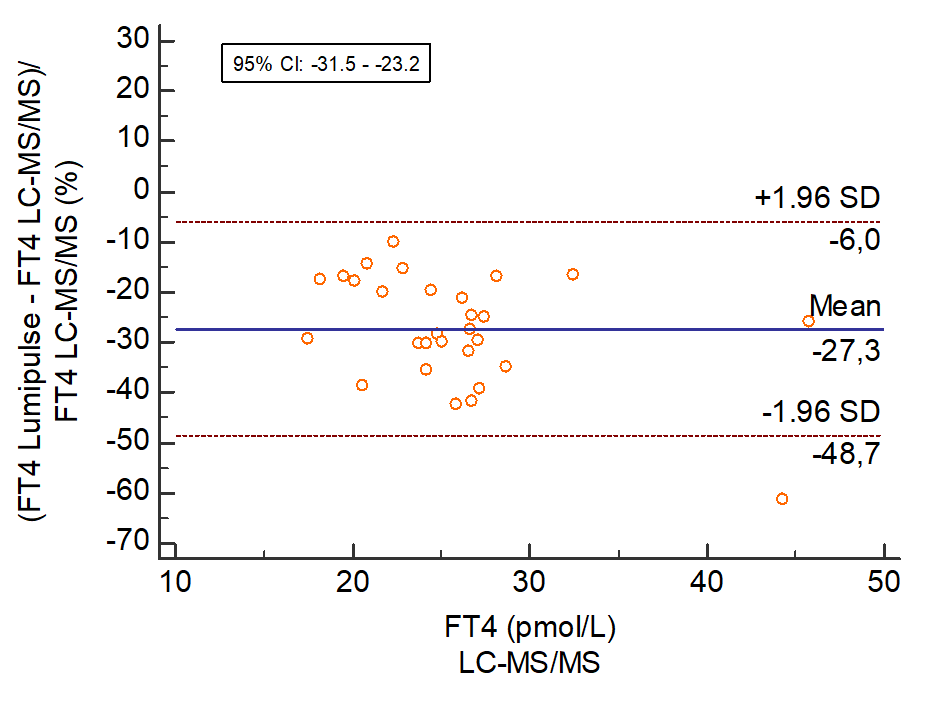 (FT4 Lumipulse - FT4 LC-MS/MS)/
FT4 LC-MS/MS (%)
30
20
10
0
-10
-20
-30
-40
-50
-60
-70
95% CI: -31.5 - -23.2
+1.96 SD
-6,0
Mean
-27,3
-1.96 SD
-48,7
10 20 30 40 50
FT4 (pmol/L)
LC-MS/MS